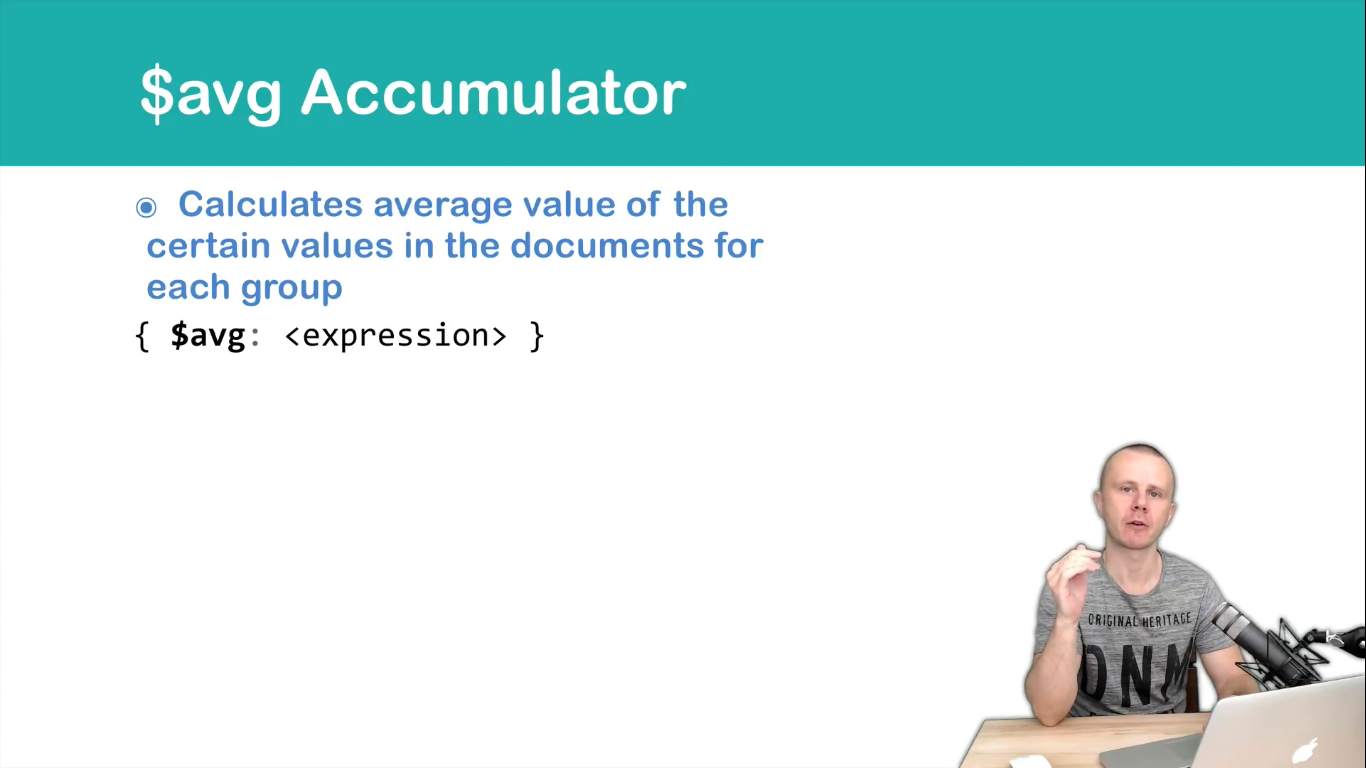 $avg Accumulator
◉ Calculates average value of the
certain values in the documents for
each group
{ $avg: <expression> }
ORIGINAL HERITAGE
DNM